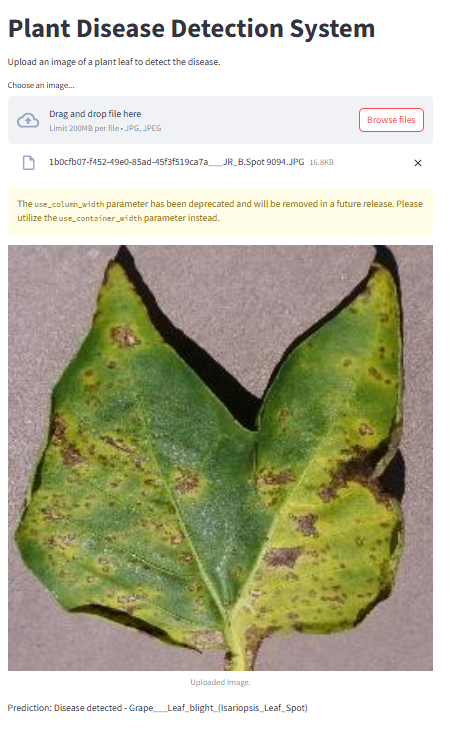 Plant Disease Detection System
Upload an image of a plant leaf to detect the disease.
Choose an image...
Drag and drop file here
Limit 200MB per file • JPG, JPEG
Browse files
1b0cfb07-f452-49e0-85ad-45f3f519ca7a___JR_B.Spot 9094.JPG 16.8KB
The use_column_width parameter has been deprecated and will be removed in a future release. Please
utilize the use_container_width parameter instead.
Uploaded Image.
Prediction: Disease detected - Grape___Leaf_blight_(Isariopsis_Leaf_Spot)